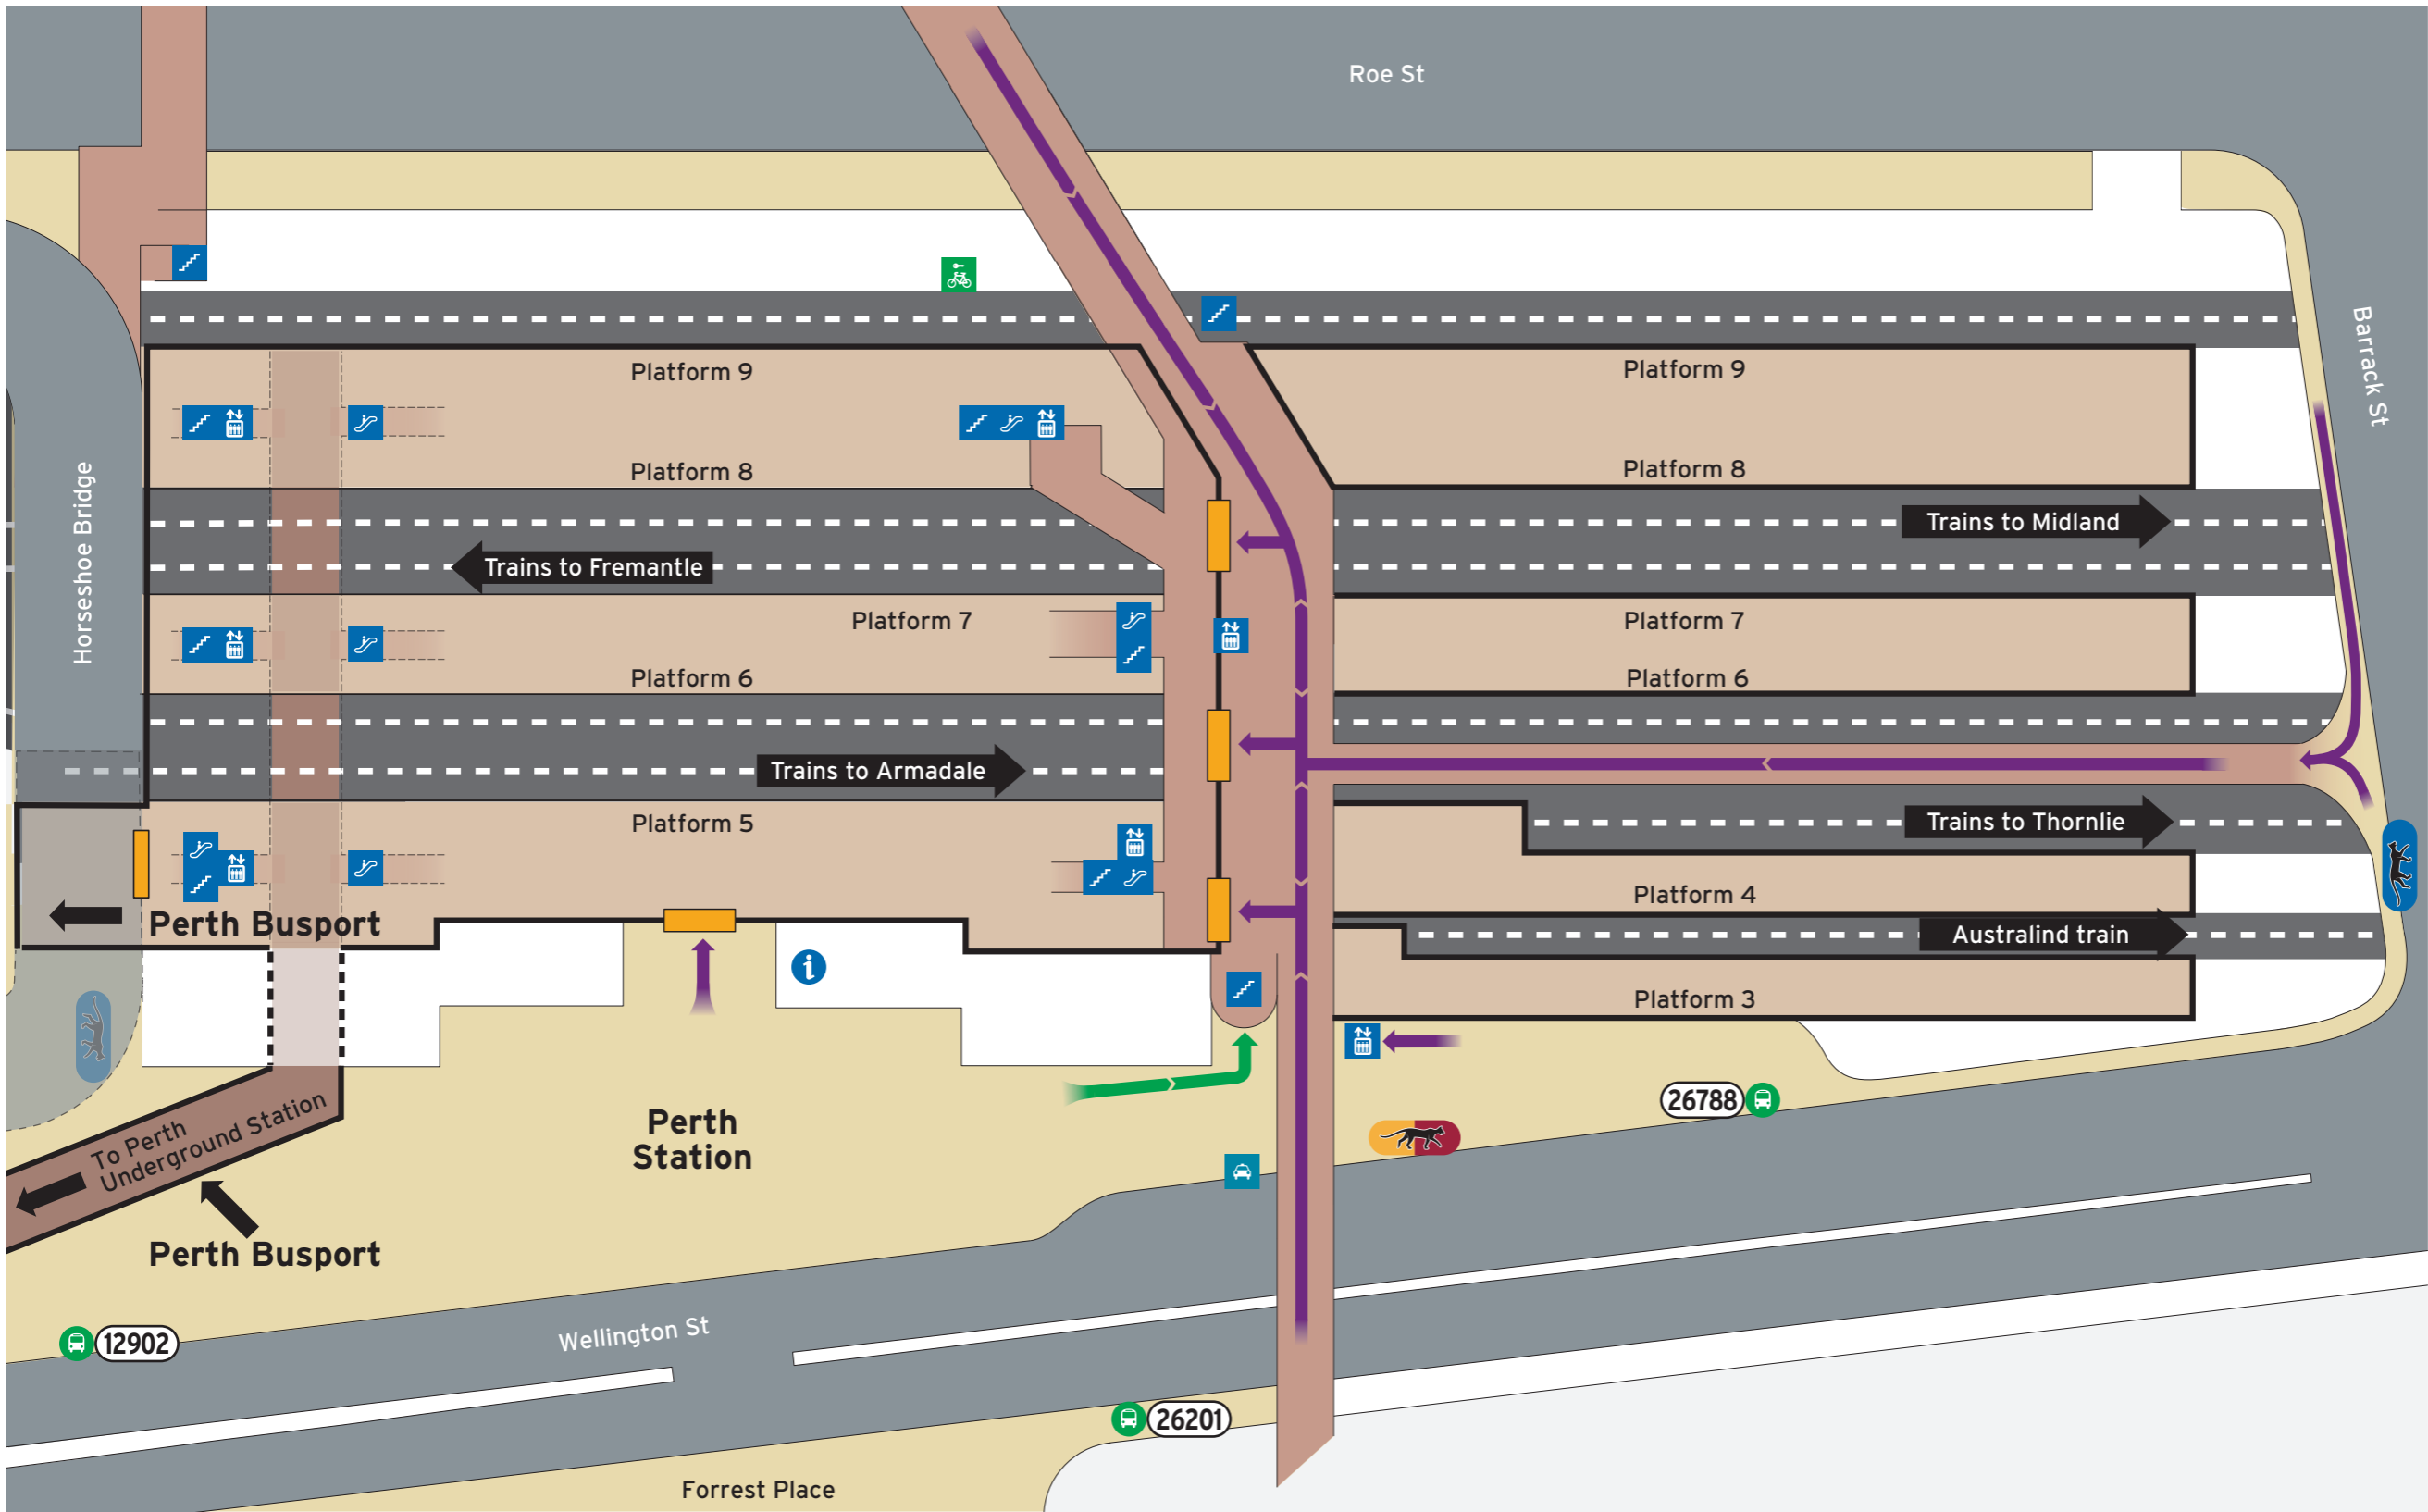 Roe St
Barrack St
Horseshoe Bridge
Platform 9
Platform 9
Platform 8
Platform 8
Trains to Midland
Trains to Fremantle
Platform 7
Platform 7
Platform 6
Platform 6
Trains to Armadale
Platform 5
Trains to Thornlie
Platform 4
Perth Busport
Australind train
i
Platform 3
To Perth
Underground Station
Perth
Station
26788
Perth Busport
12902
Wellington St
26201
Forrest Place